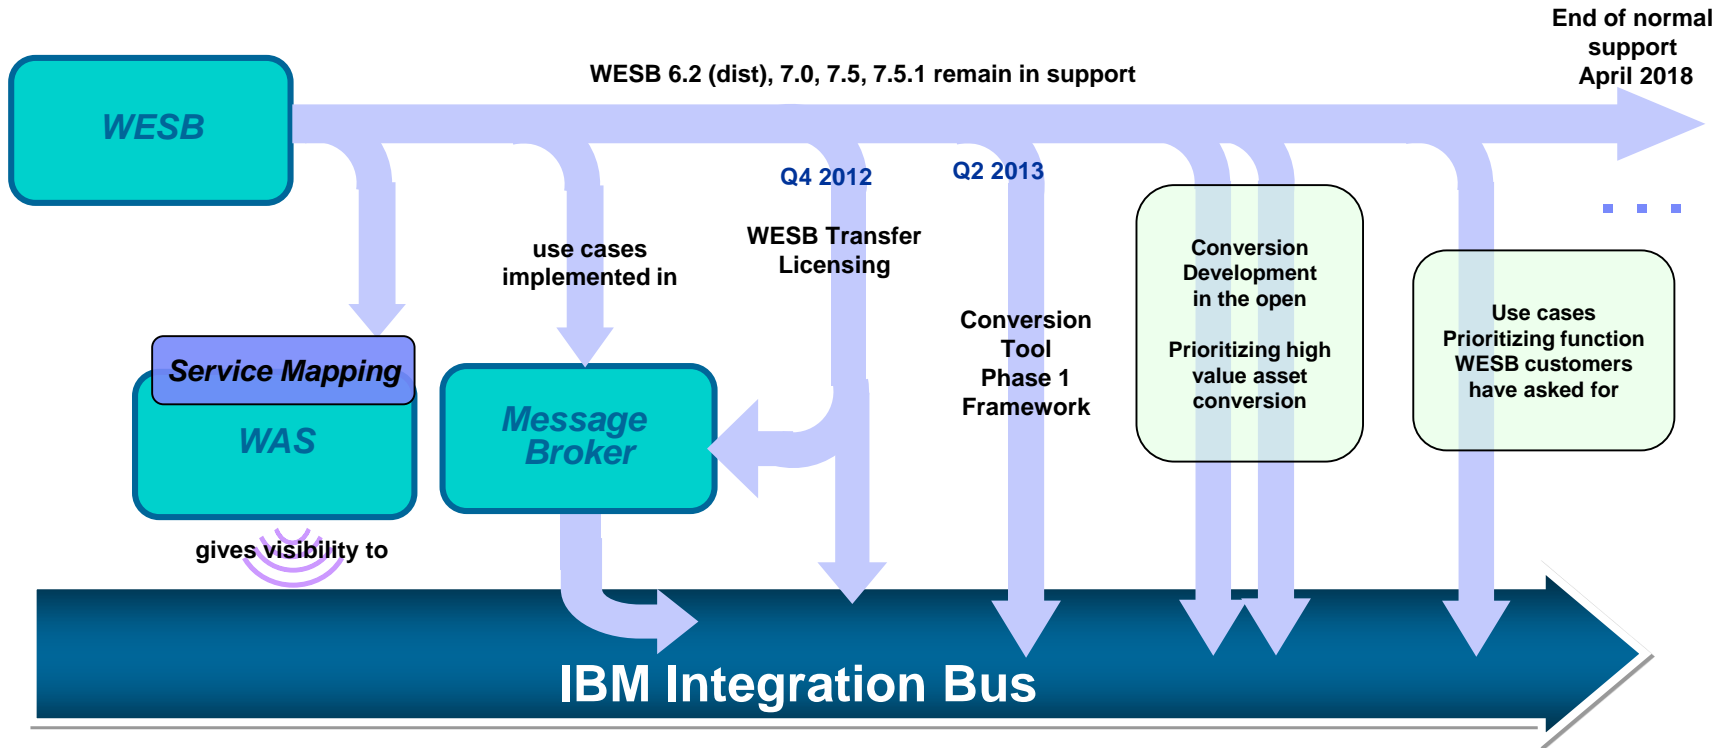 End of normal
support
April 2018
WESB 6.2 (dist), 7.0, 7.5, 7.5.1 remain in support
WESB
Q4 2012
Q2 2013
WESB Transfer
Licensing
use cases
implemented in
Conversion
Development
in the open
Prioritizing high
value asset
conversion
Use cases
Prioritizing function
WESB customers
have asked for
Conversion
Tool
Phase 1
Framework
Service Mapping
WAS
Message
Broker
gives visibility to
IBM Integration Bus